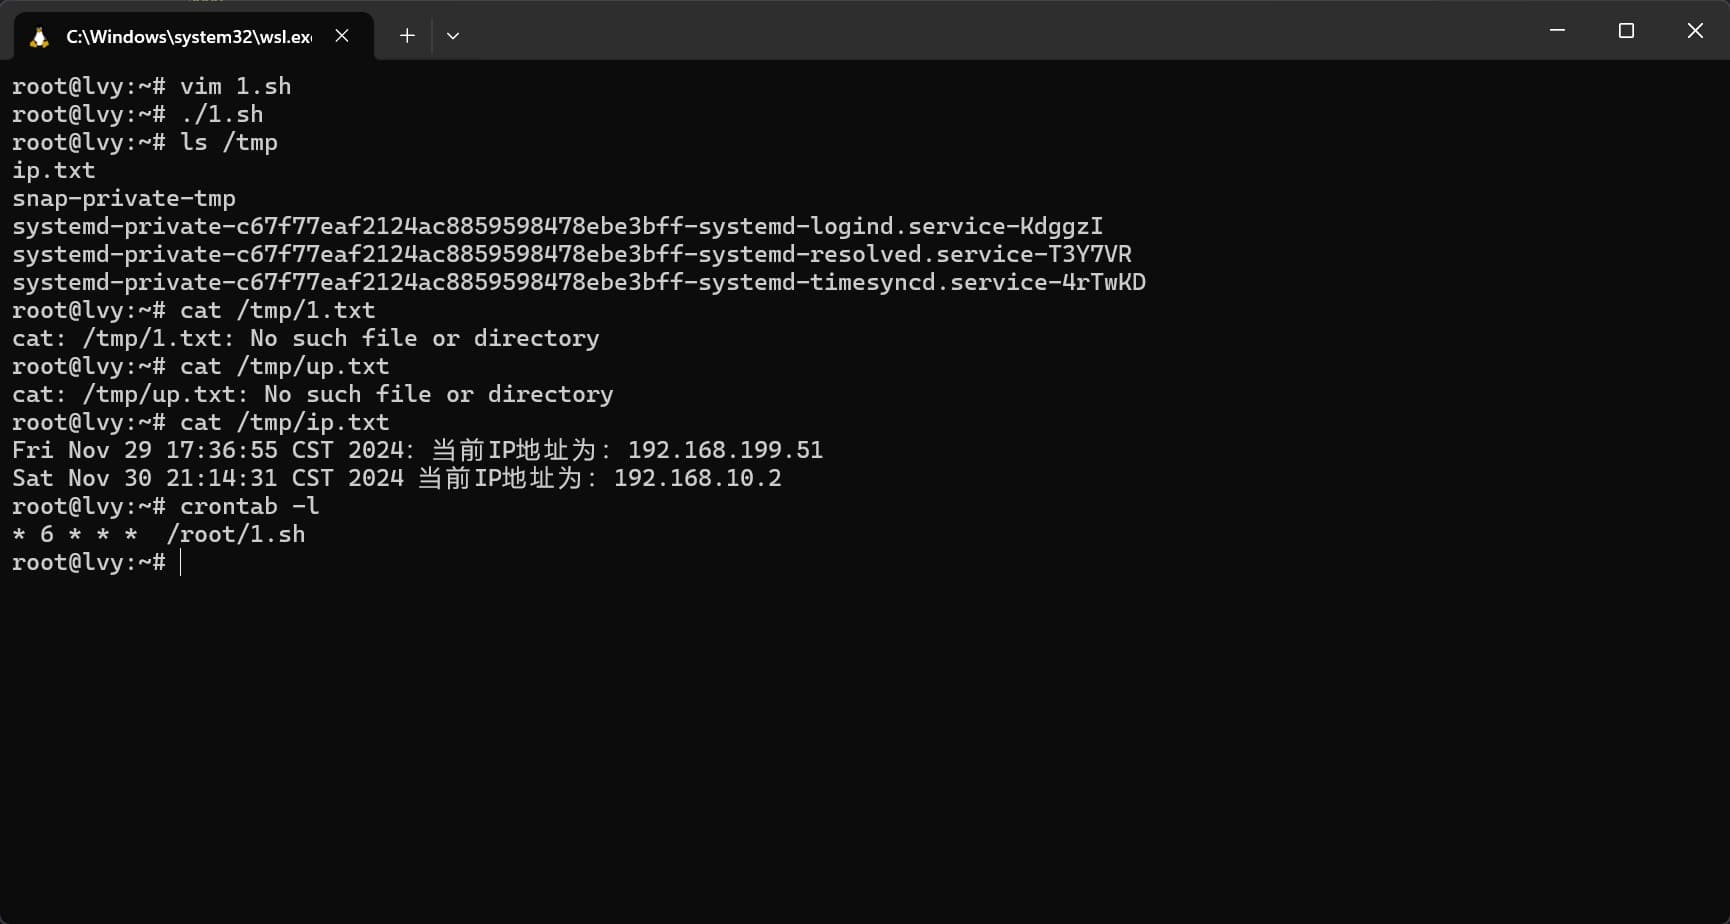 C:\Windows\system32\wsl.ex
root@lvy:~# vim 1.sh
root@lvy:~# ./1.sh
root@lvy:~# ls /tmp
ip.txt
snap-private-tmp
systemd-private-c67f77eaf2124ac8859598478ebe3bff-systemd-logind.service-KdggzI
systemd-private-c67f77eaf2124ac8859598478ebe3bff-systemd-resolved.service-T3Y7VR
systemd-private-c67f77eaf2124ac8859598478ebe3bff-systemd-timesyncd.service-4rTwKD
root@lvy:~# cat /tmp/1.txt
cat: /tmp/1.txt: No such file or directory
root@lvy:~# cat /tmp/up.txt
cat: /tmp/up.txt: No such file or directory
root@lvy:~# cat /tmp/ip.txt
Fri Nov 29 17:36:55 CST 2024: 当前IP地址为: 192.168.199.51
Sat Nov 30 21:14:31 CST 2024 当前IP地址为: 192.168.10.2
root@lvy:~# crontab -l
* 6 * * *  /root/1.sh
root@lvy:~#